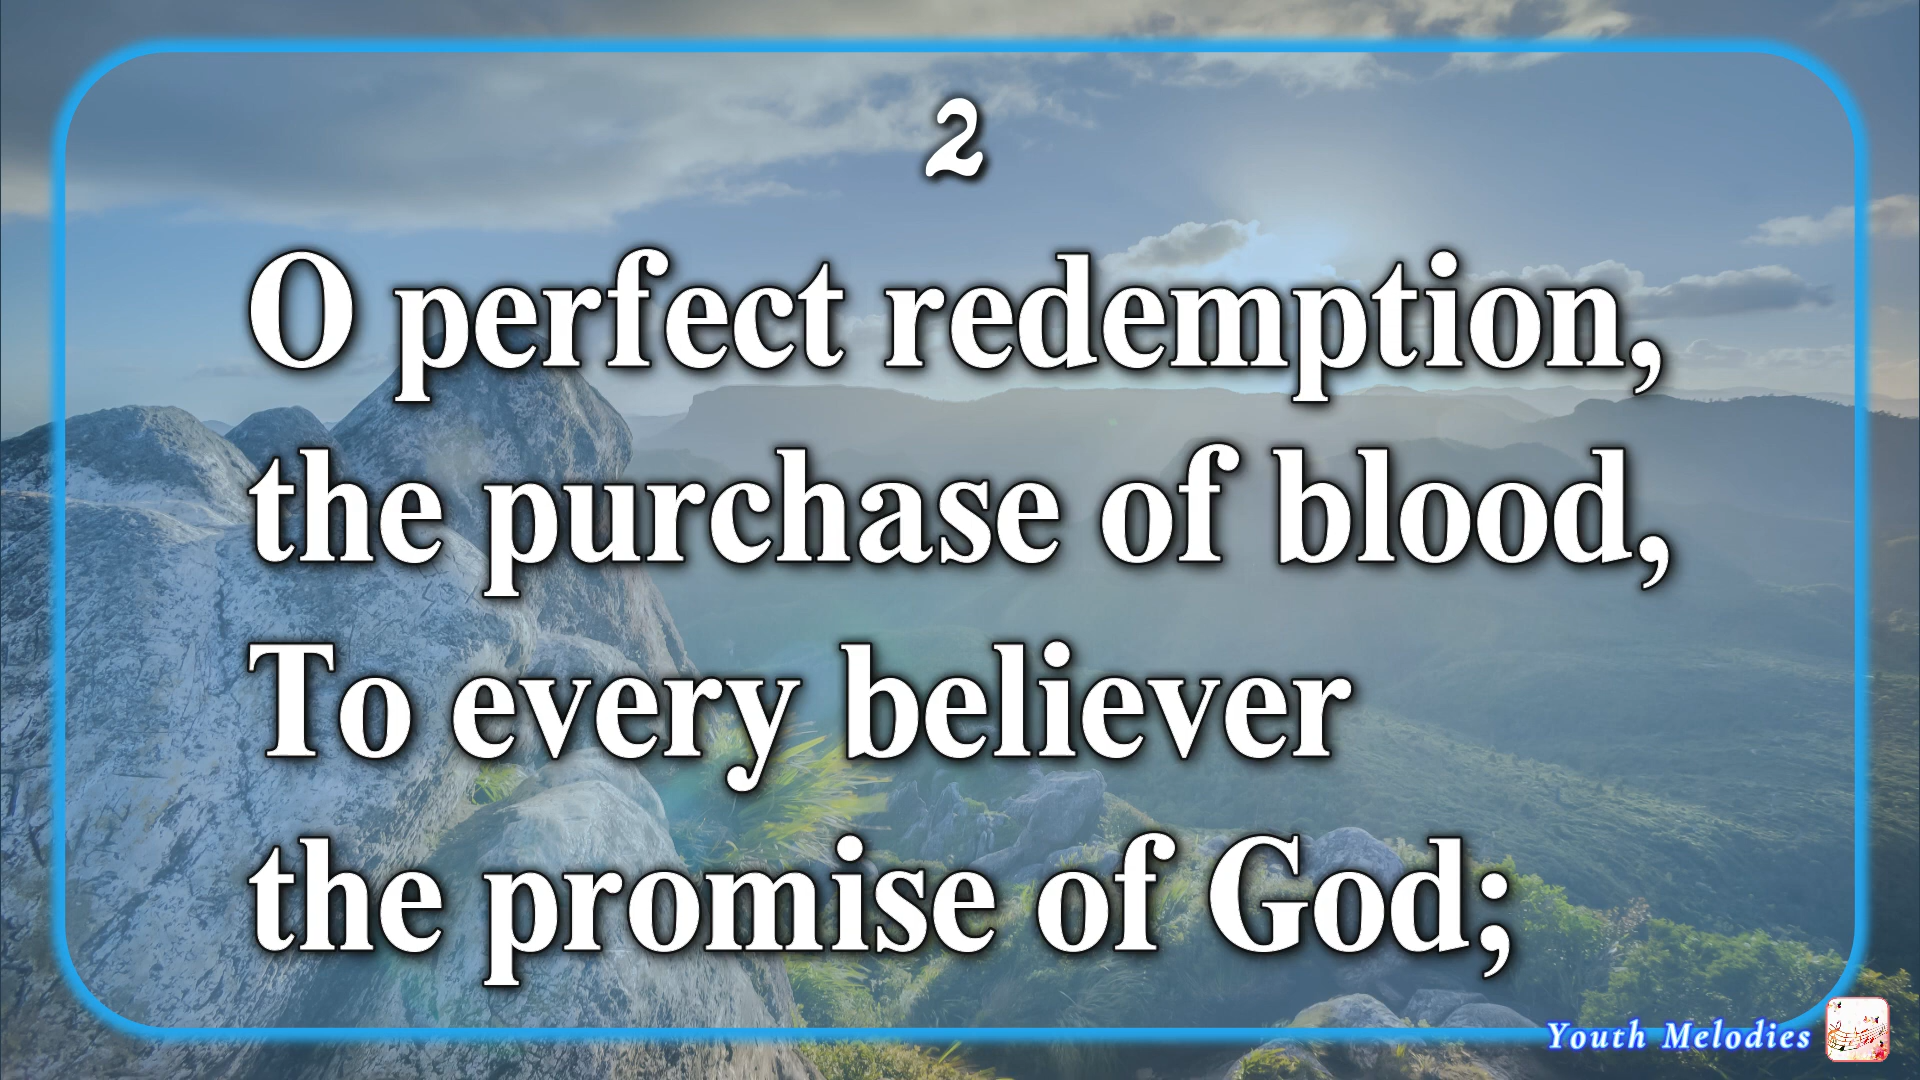 2
O perfect redemption,
the purchase of blood,
To every believer
the promise of God;
Youth Melodies